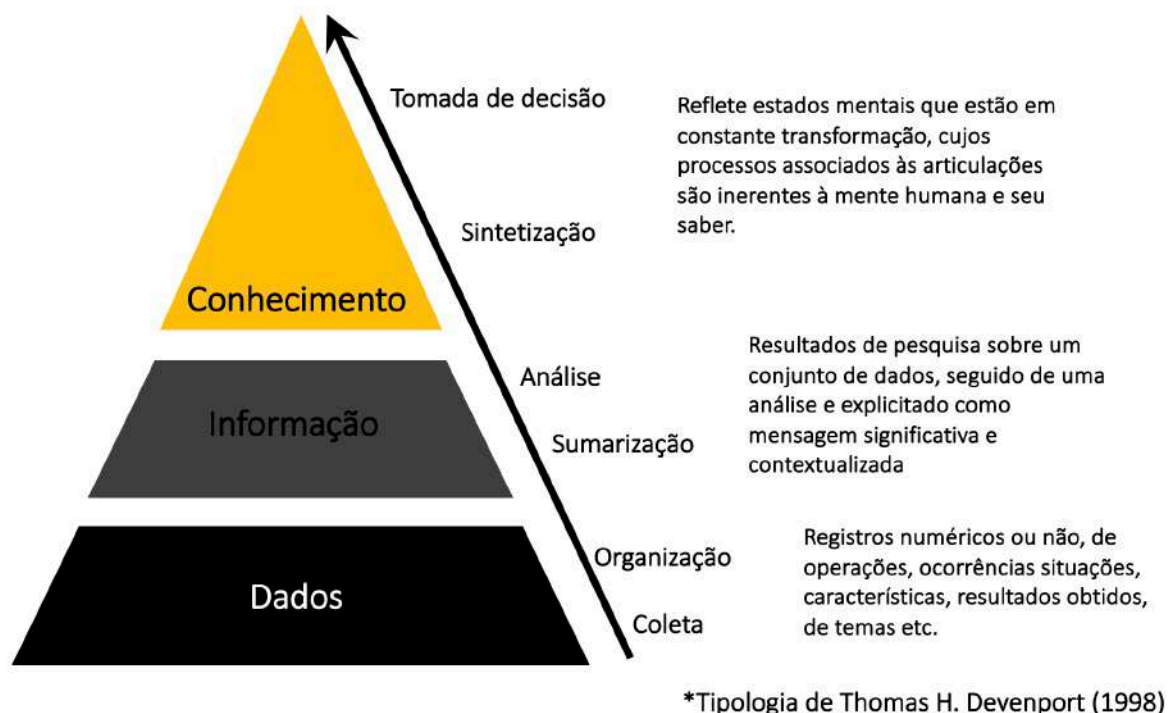 Tomada de decisão
Reflete estados mentais que estão em
constante transformação, cujos
processos associados às articulações
são inerentes à mente humana e seu
saber.
Sintetização
Conhecimento
Análise
Resultados de pesquisa sobre um
conjunto de dados, seguido de uma
análise e explicitado como
mensagem significativa e
contextualizada
Informação
Sumarização
Organização
Registros numéricos ou não, de
operações, ocorrências situações,
características, resultados obtidos,
de temas etc.
Dados
Coleta
*Tipologia de Thomas H. Devenport (1998)